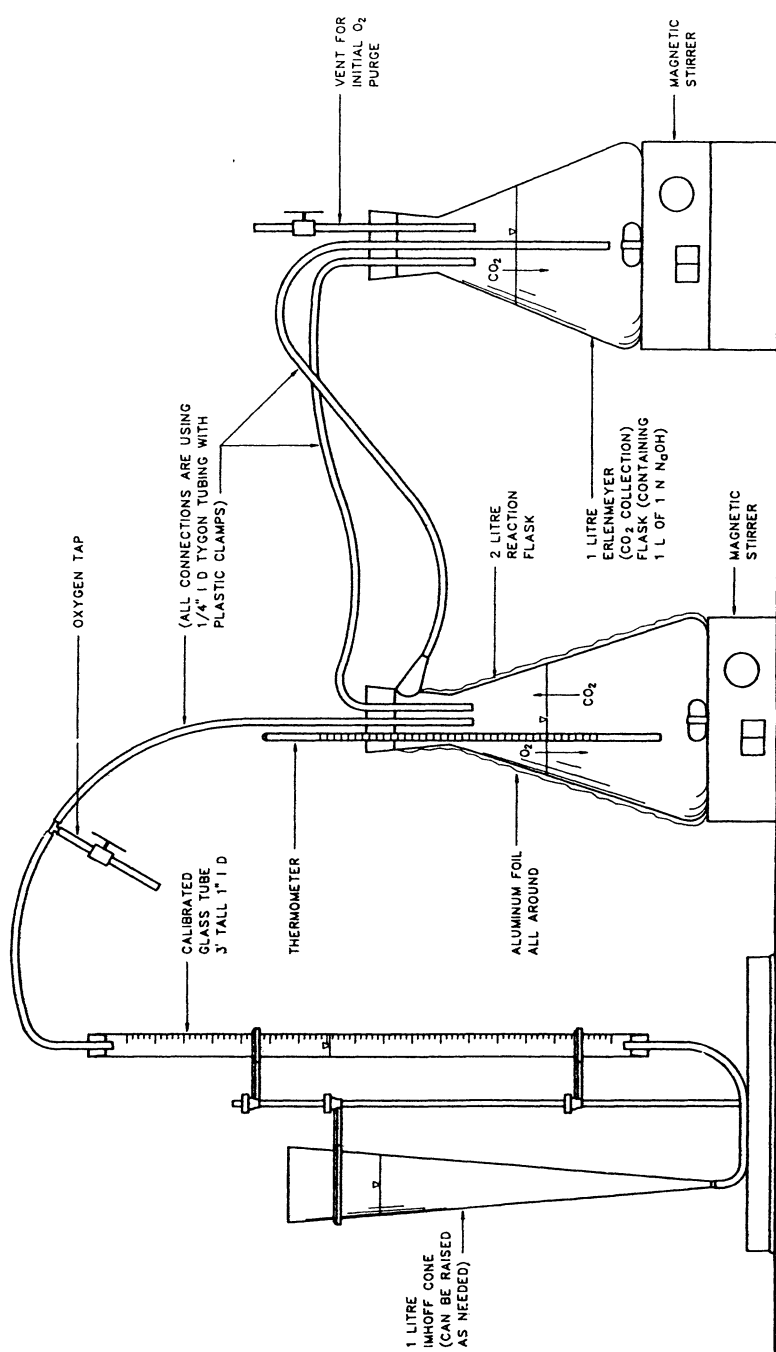 VENT FOR
INITIAL O₂
PURGE
MAGNETIC
STIRRER
OXYGEN TAP
(ALL CONNECTIONS ARE USING
1/4" I D TYGON TUBING WITH
PLASTIC CLAMPS)
CO₂
2 LITRE
REACTION
FLASK
1 LITRE
ERLENMEYER
(CO₂ COLLECTION)
FLASK (CONTAINING
1 L OF 1 N NaOH)
MAGNETIC
STIRRER
CALIBRATED
GLASS TUBE
3' TALL 1" I D
THERMOMETER
O₂
CO₂
ALUMINUM FOIL
ALL AROUND
1 LITRE
IMHOFF CONE
(CAN BE RAISED
AS NEEDED)